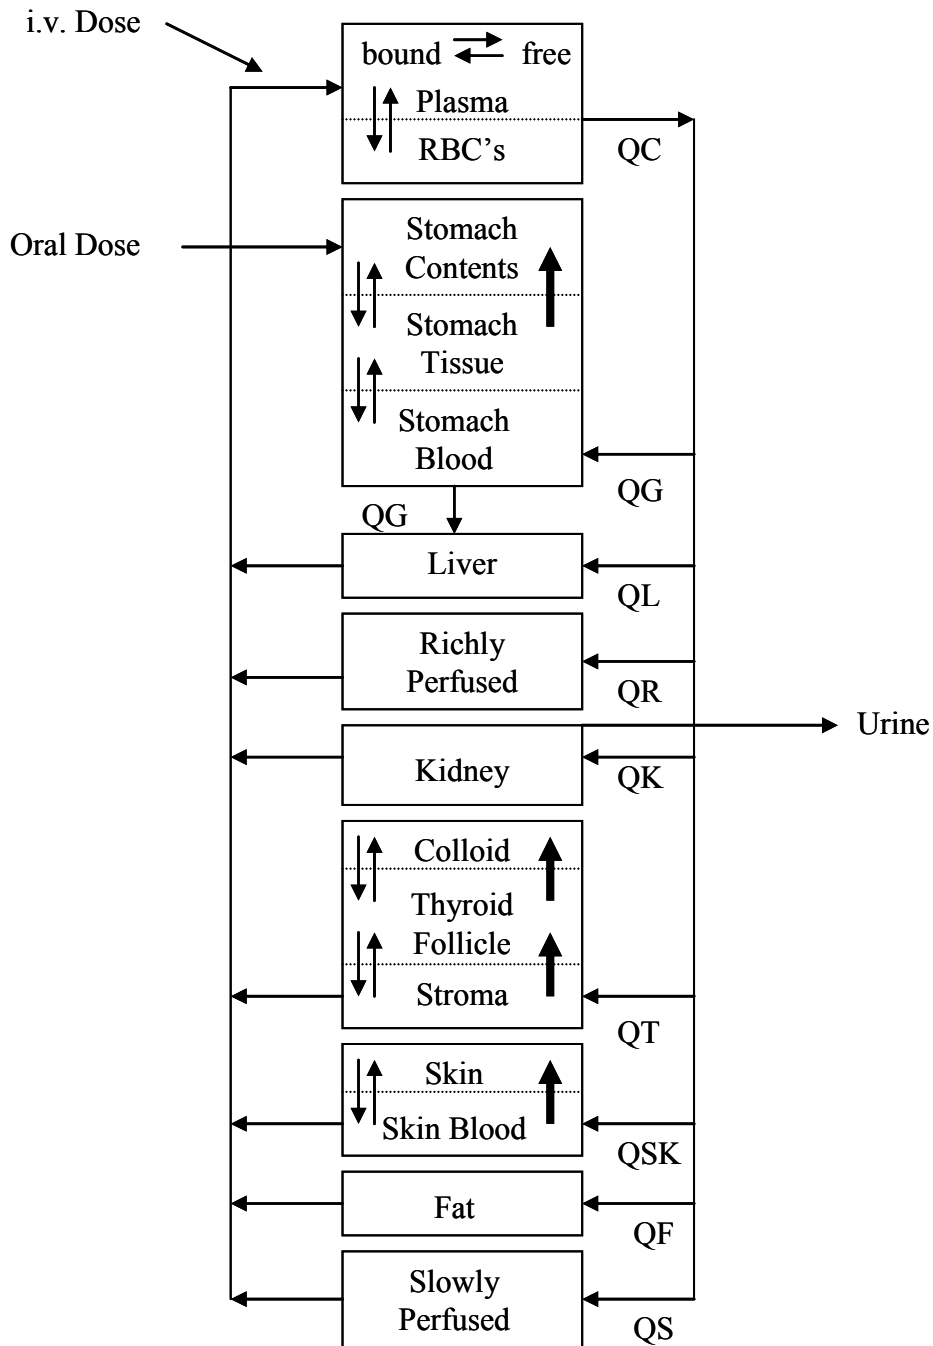 i.v. Dose
bound free
Plasma
RBC's
QC
Oral Dose
Stomach
Contents
Stomach
Tissue
Stomach
Blood
QG
QG
Liver
QL
Richly
Perfused
QR
Urine
Kidney
QK
Colloid
Thyroid
Follicle
Stroma
QT
Skin
Skin Blood
QSK
Fat
QF
Slowly
Perfused
QS